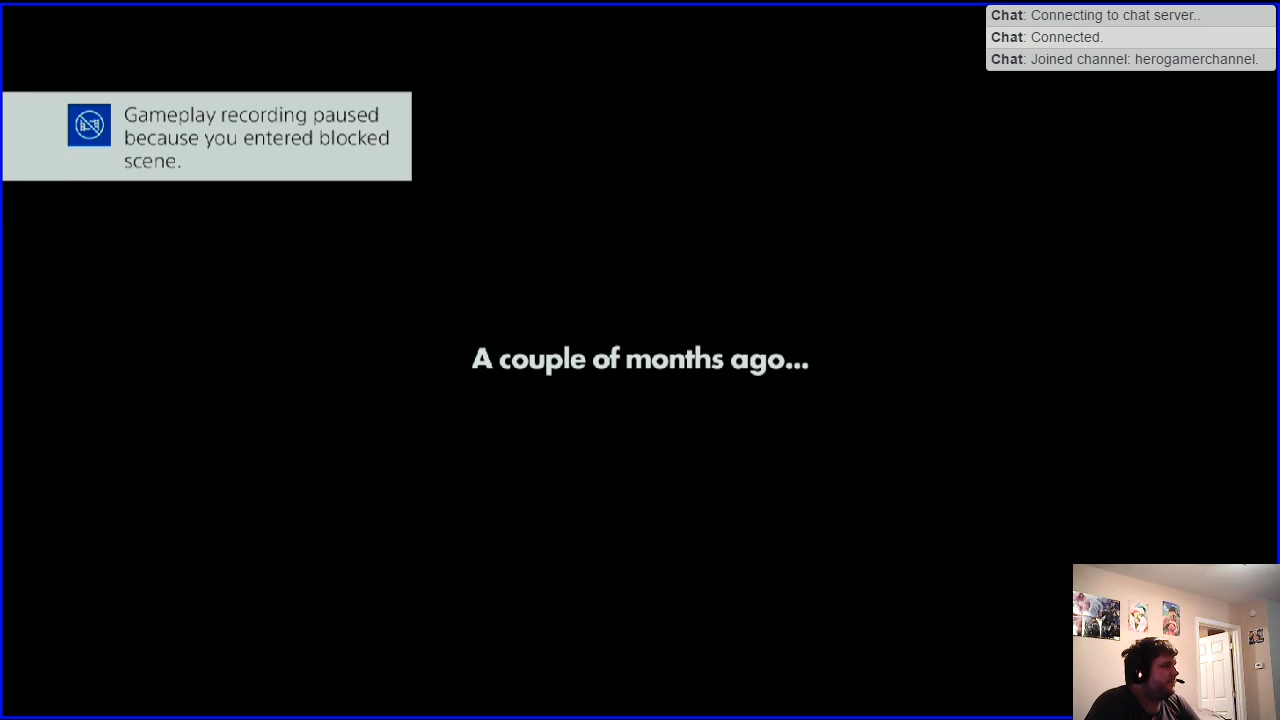 Chat: Connecting to chat server..
Chat: Connected.
Chat: Joined channel: herogamerchannel.
Gameplay recording paused
because you entered blocked
scene.
A couple of months ago...